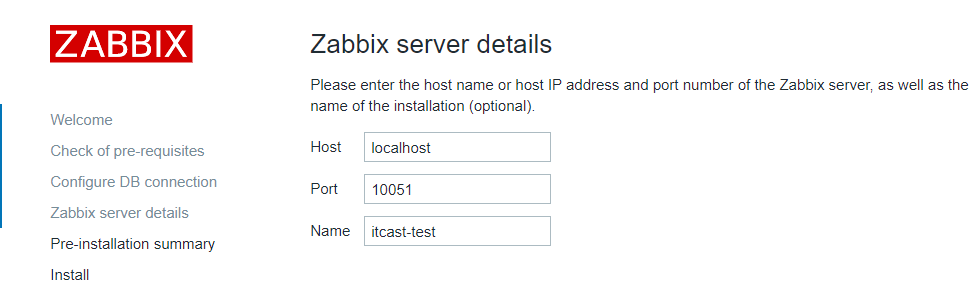 ZABBIX
Welcome
Check of pre-requisites
Configure DB connection
Zabbix server details
Pre-installation summary
Install
Zabbix server details
Please enter the host name or host IP address and port number of the Zabbix server, as well as the
name of the installation (optional).
Host localhost
Port 10051
Name itcast-test